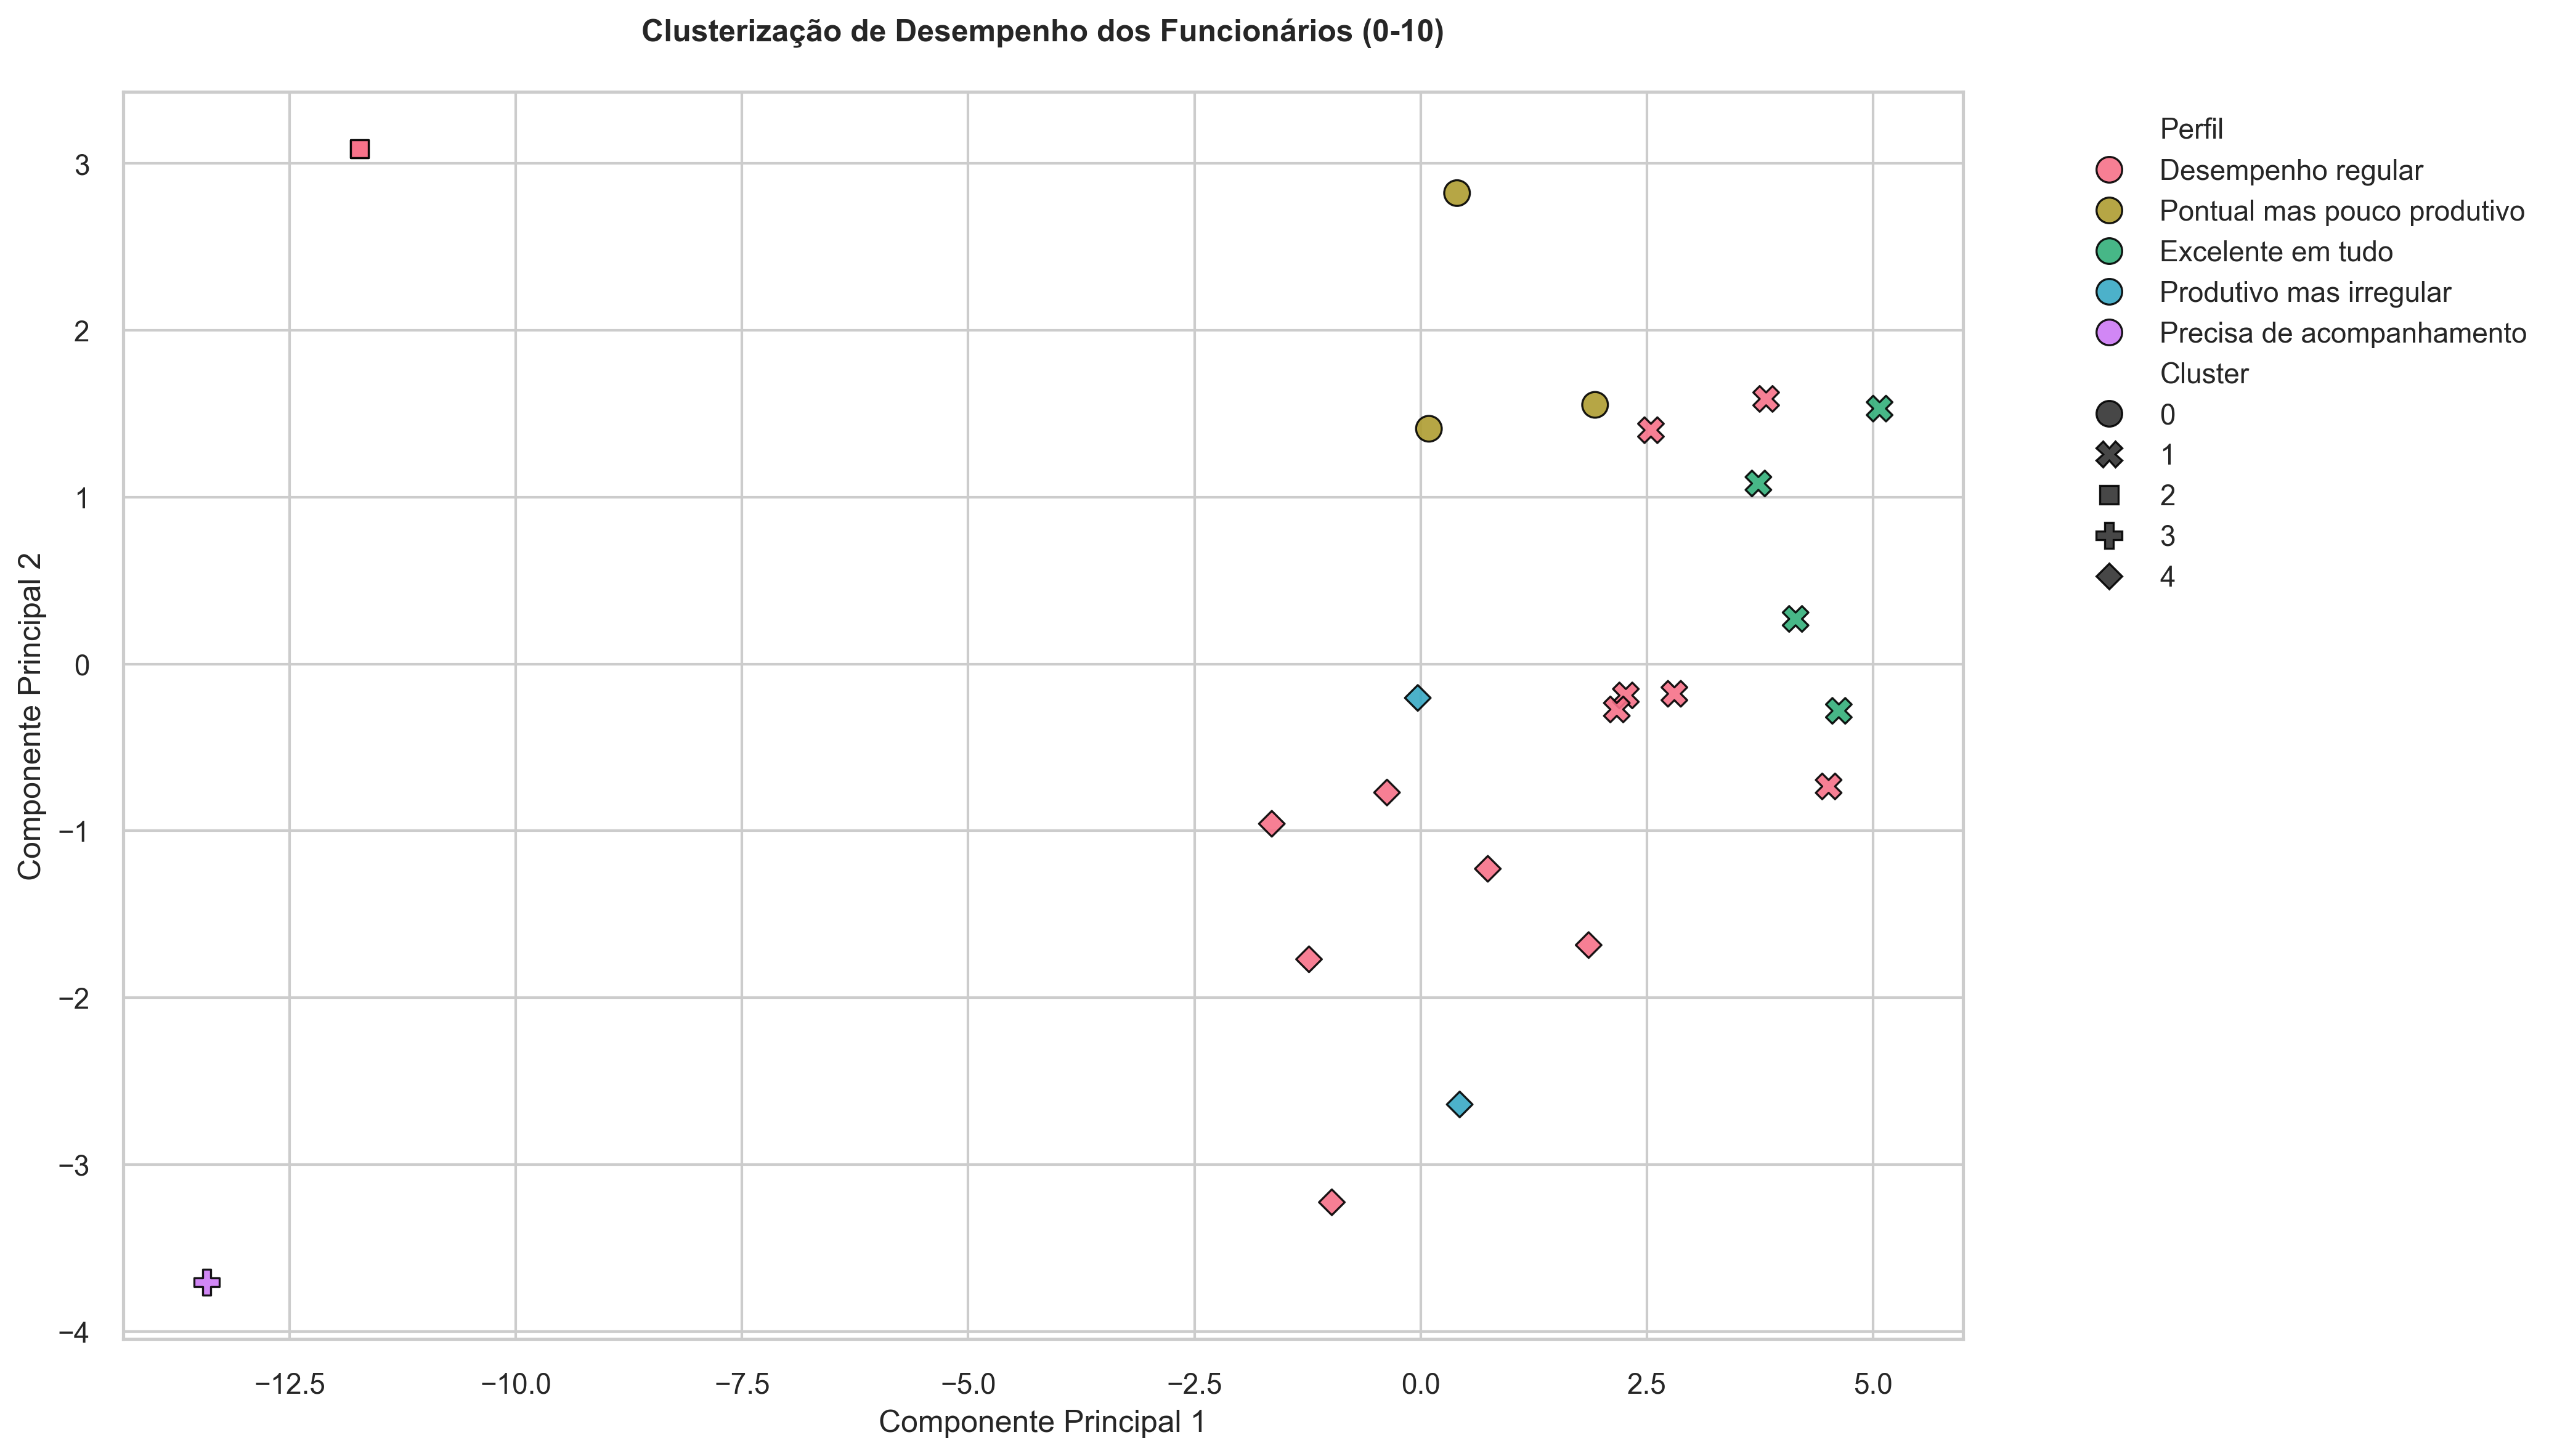 Clusterização de Desempenho dos Funcionários (0-10)
Perfil
Desempenho regular
Pontual mas pouco produtivo
Excelente em tudo
Produtivo mas irregular
Precisa de acompanhamento
Cluster
0
1
2
3
4
Componente Principal 2
3
2
1
0
−1
−2
−3
−4
−12.5 −10.0 −7.5 −5.0 −2.5 0.0 2.5 5.0
Componente Principal 1